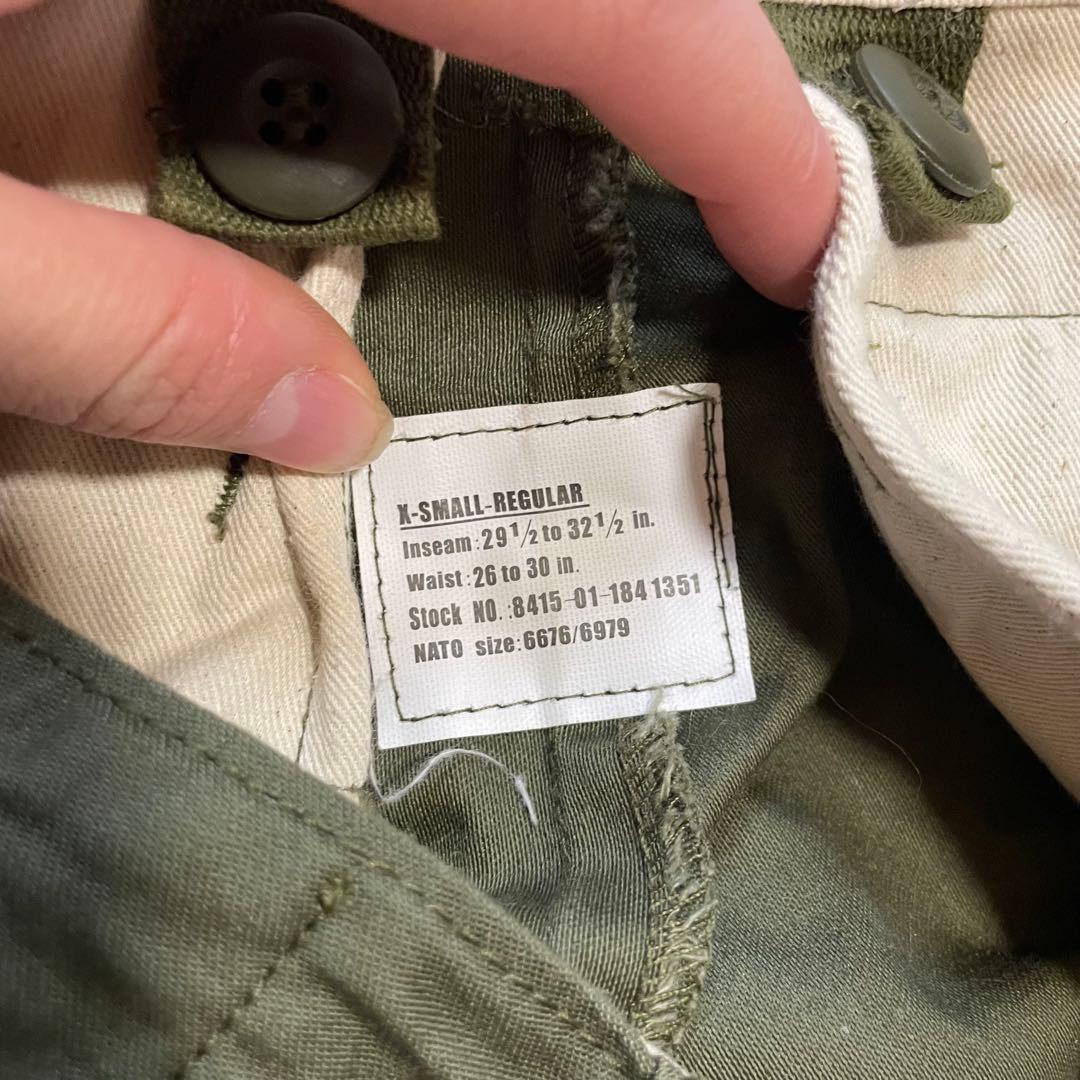 X-SMALL-REGULAR
Inseam:29 1/2 to 32 1/2 in.
Waist:26 to 30 in.
Stock NO.:8415-01-184 1351
NATO size:6676/6979